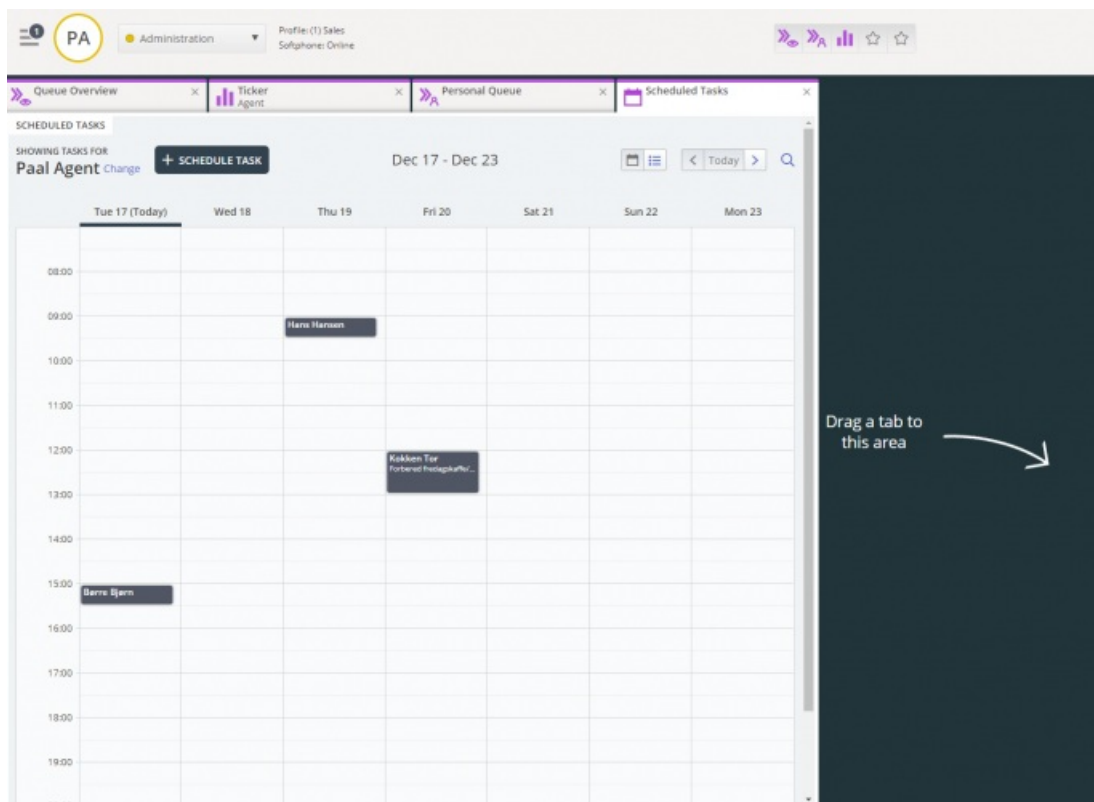 1
PA
Administration
Profile: (1) Sales
Softphone: Online
Queue Overview
Ticker
Agent
Personal Queue
Scheduled Tasks
SCHEDULED TASKS
SHOWING TASKS FOR
Paal Agent Change
+ SCHEDULE TASK
Dec 17 - Dec 23
Today
Tue 17 (Today)
Wed 18
Thu 19
Fri 20
Sat 21
Sun 22
Mon 23
08:00
09:00
Hans Hansen
10:00
11:00
Drag a tab to
this area
12:00
Kokken Tor
Forbered fredagskaffe/...
13:00
14:00
15:00
Børre Bjørn
16:00
17:00
18:00
19:00